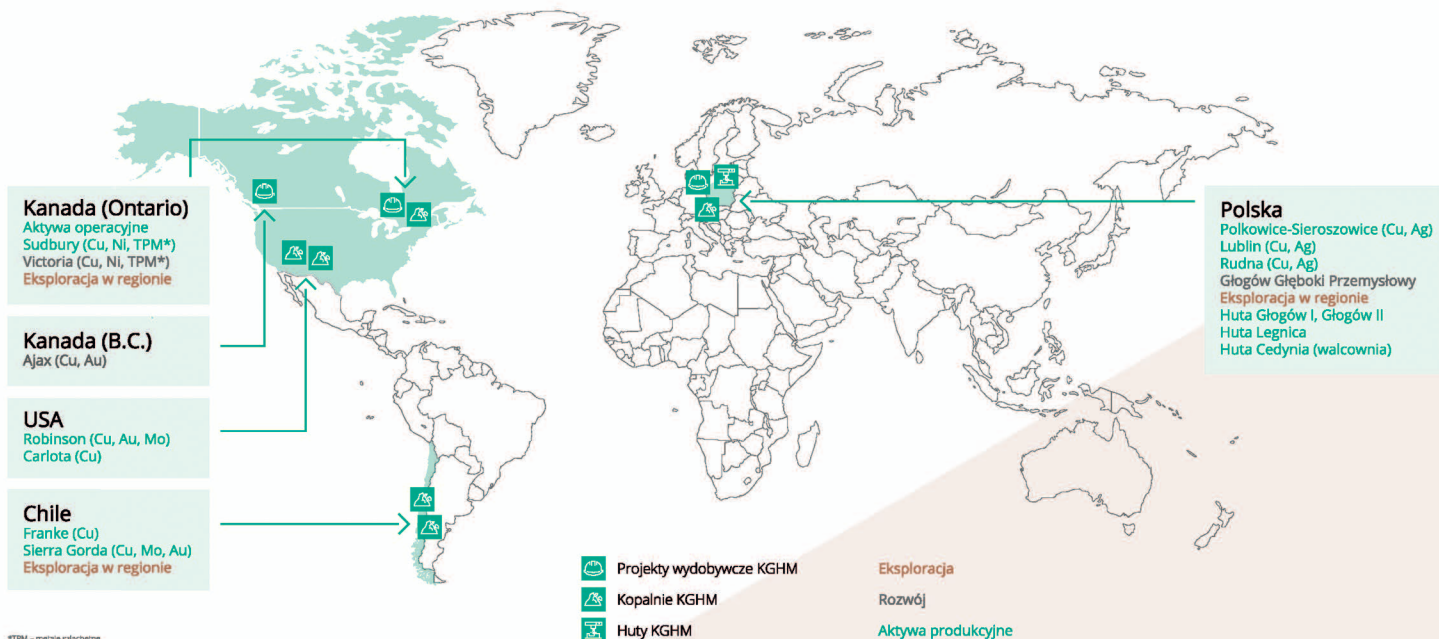 Kanada (Ontario)
Aktywa operacyjne
Sudbury (Cu, Ni, TPM*)
Victoria (Cu, Ni, TPM*)
Eksploracja w regionie
Kanada (B.C.)
Ajax (Cu, Au)
USA
Robinson (Cu, Au, Mo)
Carlota (Cu)
Chile
Franke (Cu)
Sierra Gorda (Cu, Mo, Au)
Eksploracja w regionie
Polska
Polkowice-Sieroszowice (Cu, Ag)
Lublin (Cu, Ag)
Rudna (Cu, Ag)
Głogów Głęboki Przemysłowy
Eksploracja w regionie
Huta Głogów I, Głogów II
Huta Legnica
Huta Cedynia (walcownia)
Projekty wydobywcze KGHM
Kopalnie KGHM
Huty KGHM
Eksploracja
Rozwój
Aktywa produkcyjne
*TPM – metale szlachetne